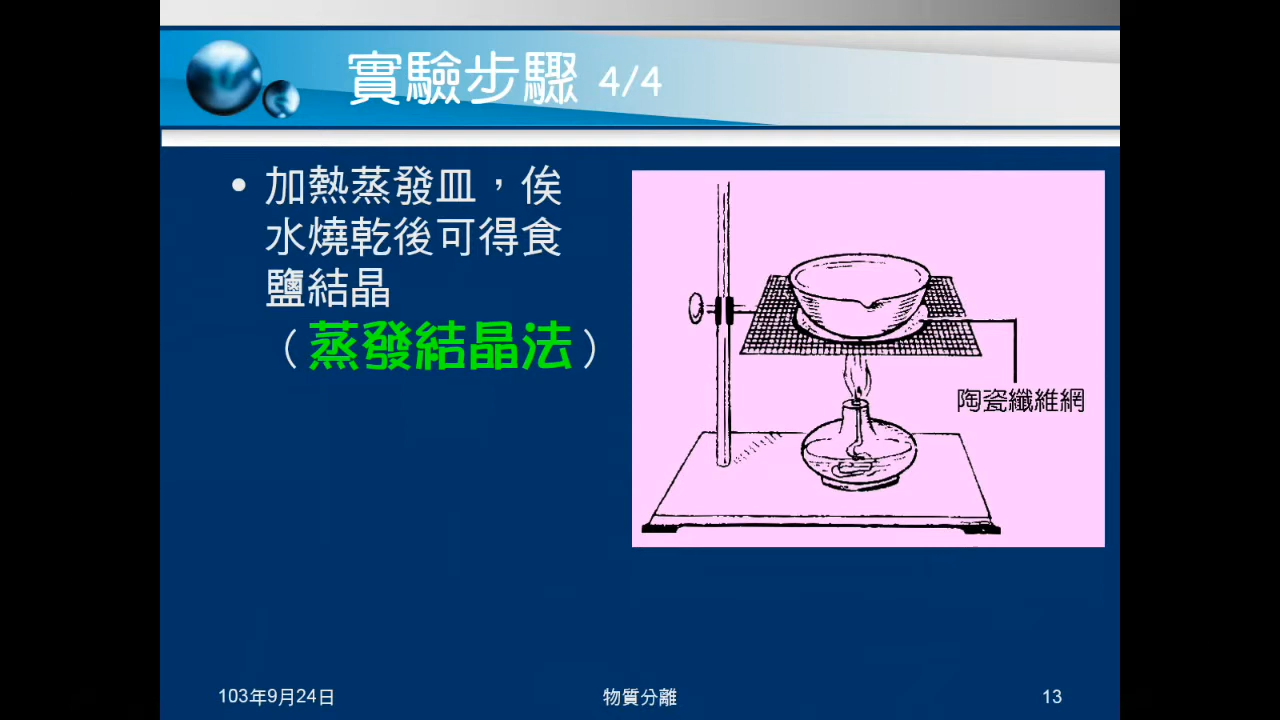 實驗步驟 4/4
• 加熱蒸發皿，俟
水燒乾後可得食
鹽結晶
（蒸發結晶法）
陶瓷纖維網
103年9月24日
物質分離
13